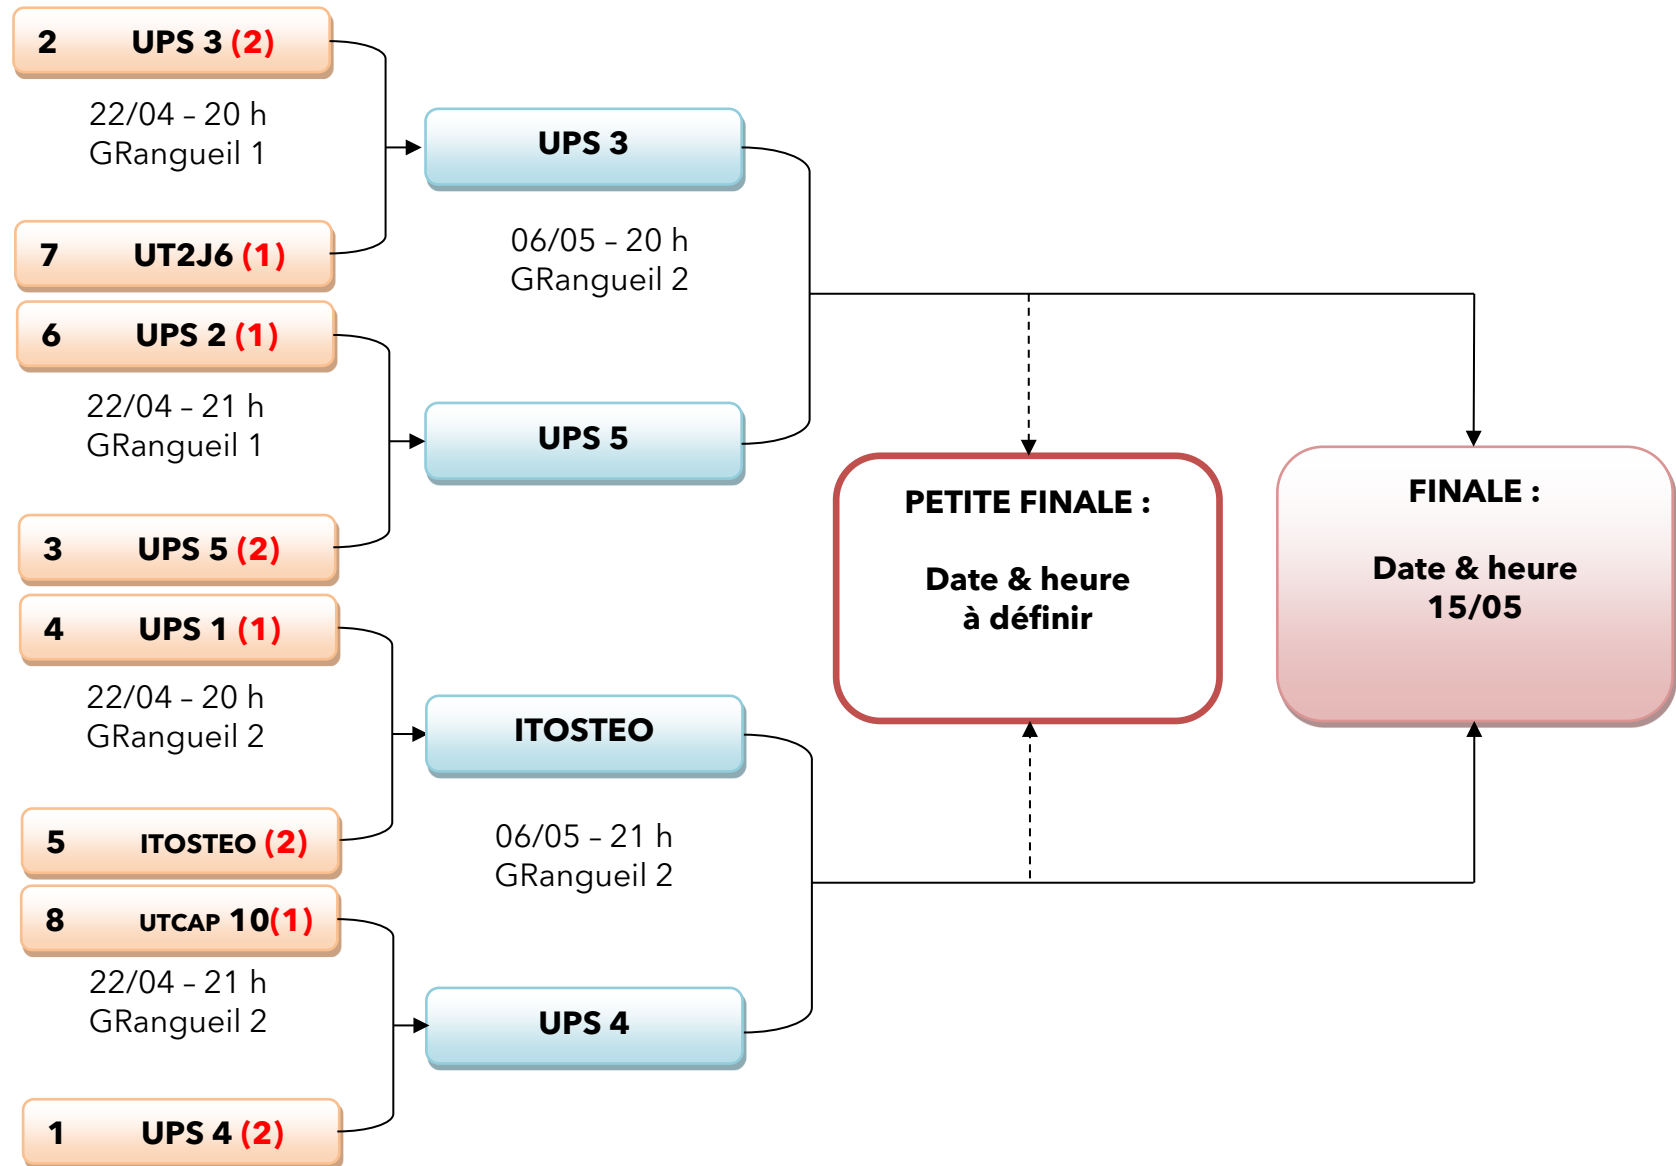 2 UPS 3 (2)
22/04 – 20 h
GRangueil 1
7 UT2J6 (1)
6 UPS 2 (1)
22/04 – 21 h
GRangueil 1
3 UPS 5 (2)
4 UPS 1 (1)
22/04 – 20 h
GRangueil 2
5 ITOSTEO (2)
8 UTCAP 10(1)
22/04 – 21 h
GRangueil 2
1 UPS 4 (2)
UPS 3
06/05 – 20 h
GRangueil 2
UPS 5
ITOSTEO
06/05 – 21 h
GRangueil 2
UPS 4
PETITE FINALE :
Date & heure
à définir
FINALE :
Date & heure
15/05